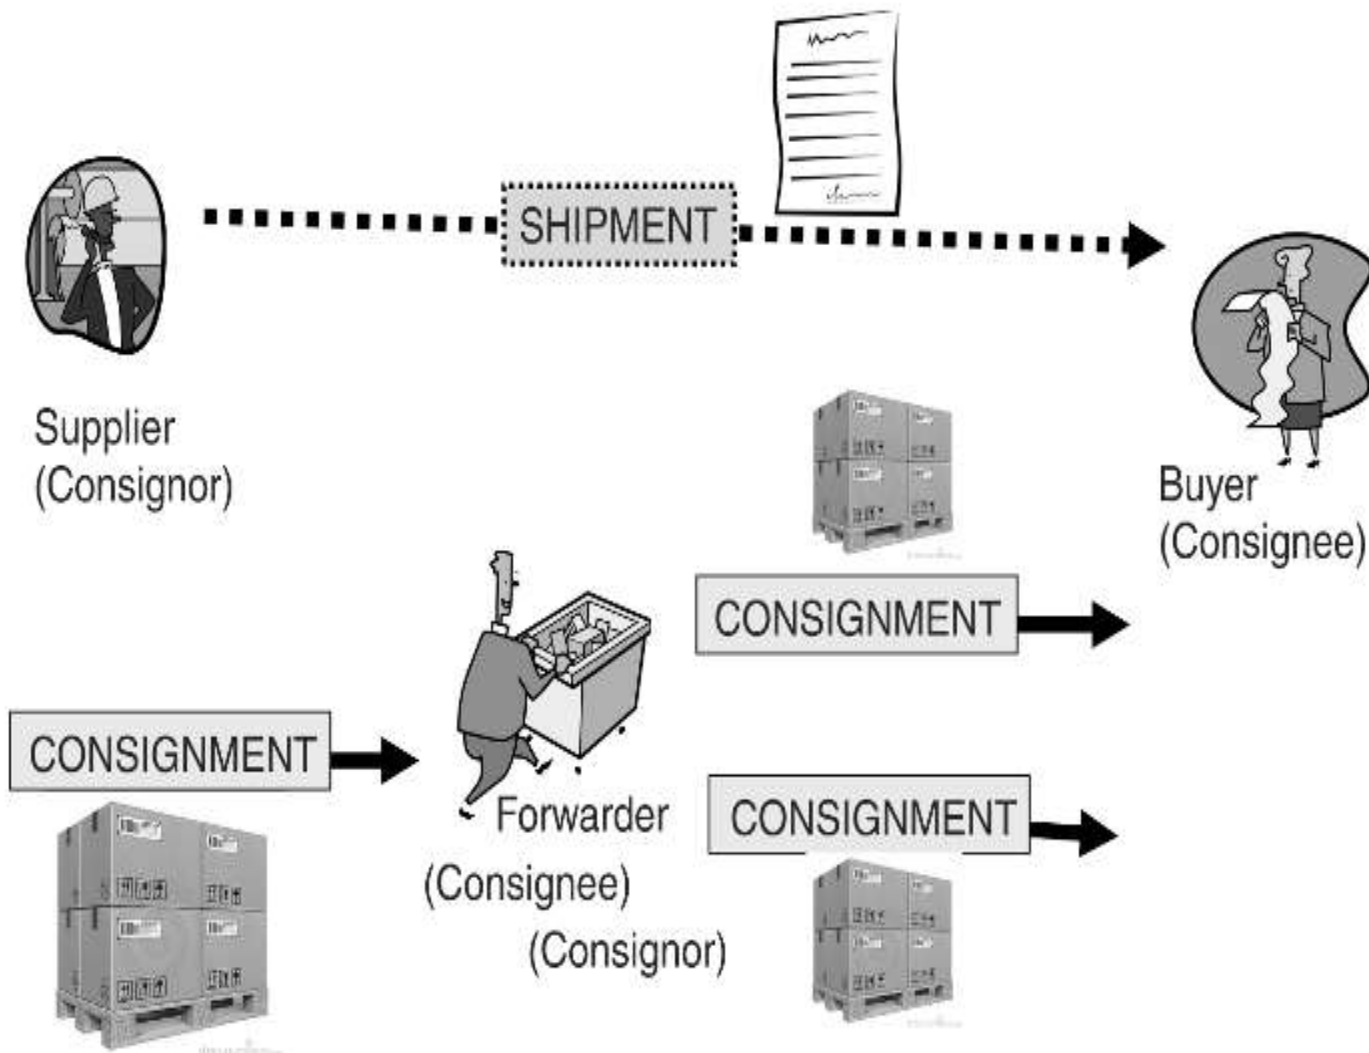 SHIPMENT
Supplier
(Consignor)
Buyer
(Consignee)
CONSIGNMENT
CONSIGNMENT
Forwarder
(Consignee)
(Consignor)
CONSIGNMENT